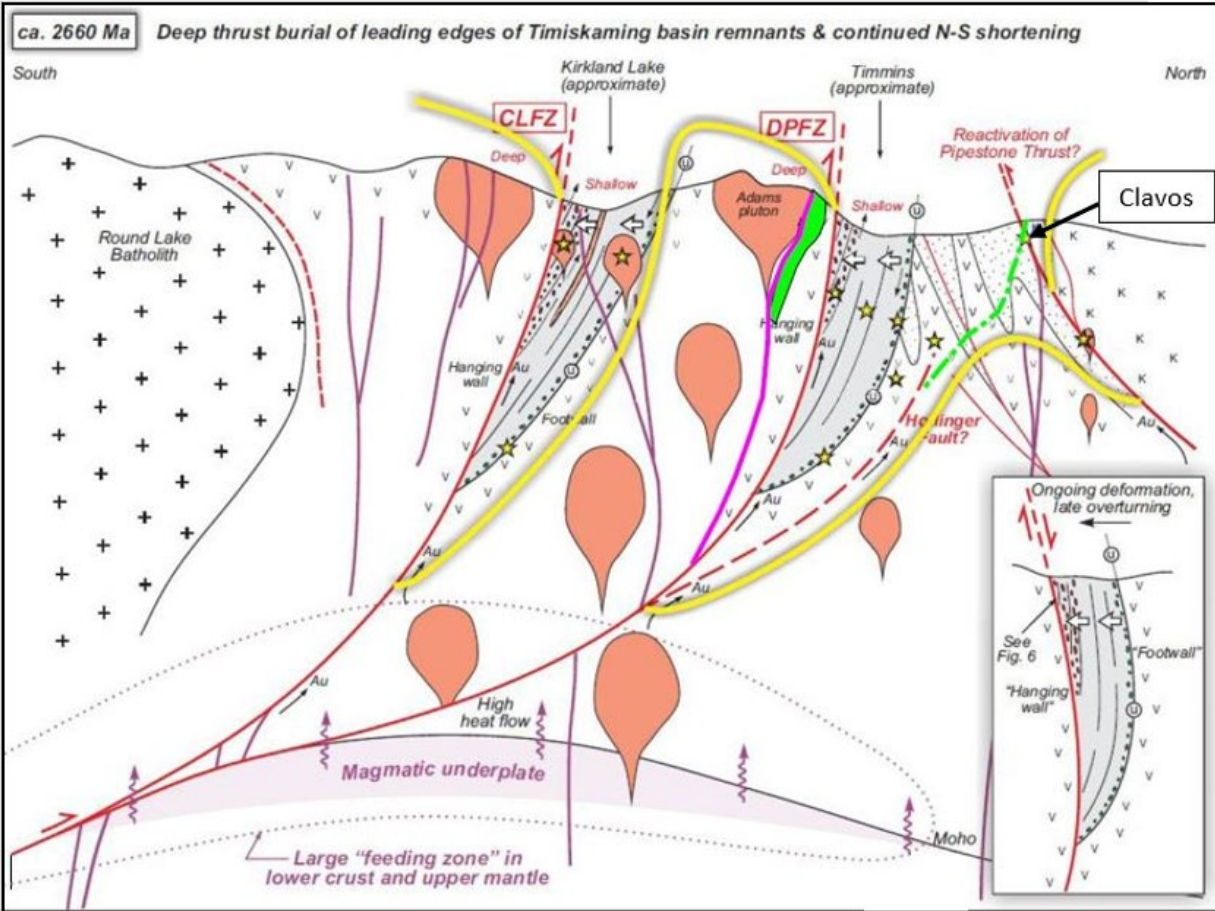 ca. 2660 Ma
Deep thrust burial of leading edges of Timiskaming basin remnants & continued N-S shortening
South
Kirkland Lake
(approximate)
Timmins
(approximate)
North
CLFZ
DPFZ
Reactivation of
Pipestone Thrust?
Clavos
Deep
Shallow
Deep
Shallow
Adams
pluton
Round Lake
Batholith
Hanging
wall
Au
Footwall
Hanging
wall
Au
Hollinger
Fault?
Au
Au
Au
Au
Au
Au
High
heat flow
Magmatic underplate
Moho
Large “feeding zone” in
lower crust and upper mantle
Ongoing deformation,
late overturning
See
Fig. 6
“Footwall”
“Hanging
wall”